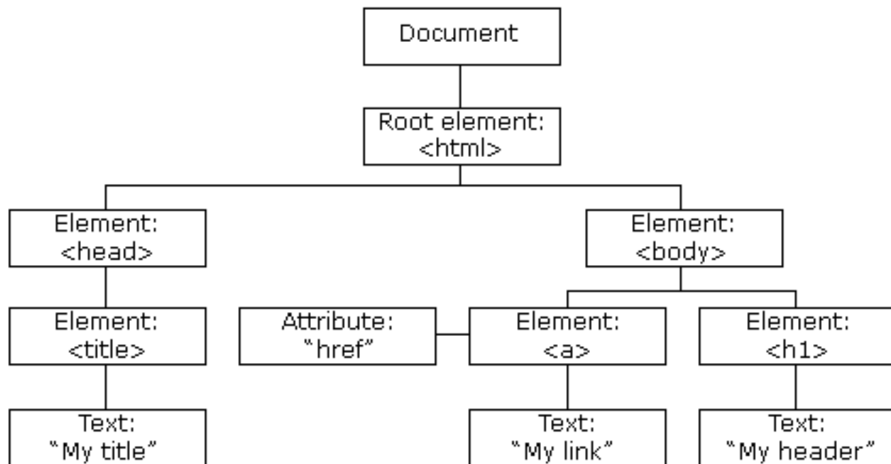 Document
Root element:
<html>
Element:
<head>
Element:
<body>
Element:
<title>
Attribute:
“href”
Element:
<a>
Element:
<h1>
Text:
“My title”
Text:
“My link”
Text:
“My header”